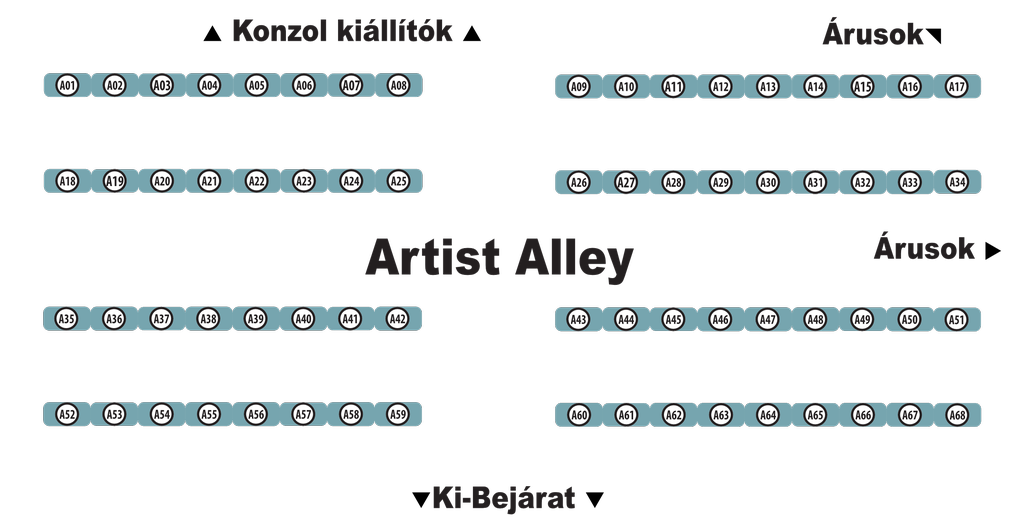 ▲ Konzol kiállítók ▲
Árusok◥
A01 A02 A03 A04 A05 A06 A07 A08
A09 A10 A11 A12 A13 A14 A15 A16 A17
A18 A19 A20 A21 A22 A23 A24 A25
A26 A27 A28 A29 A30 A31 A32 A33 A34
Artist Alley
Árusok ▶
A35 A36 A37 A38 A39 A40 A41 A42
A43 A44 A45 A46 A47 A48 A49 A50 A51
A52 A53 A54 A55 A56 A57 A58 A59
A60 A61 A62 A63 A64 A65 A66 A67 A68
▼Ki-Bejárat ▼